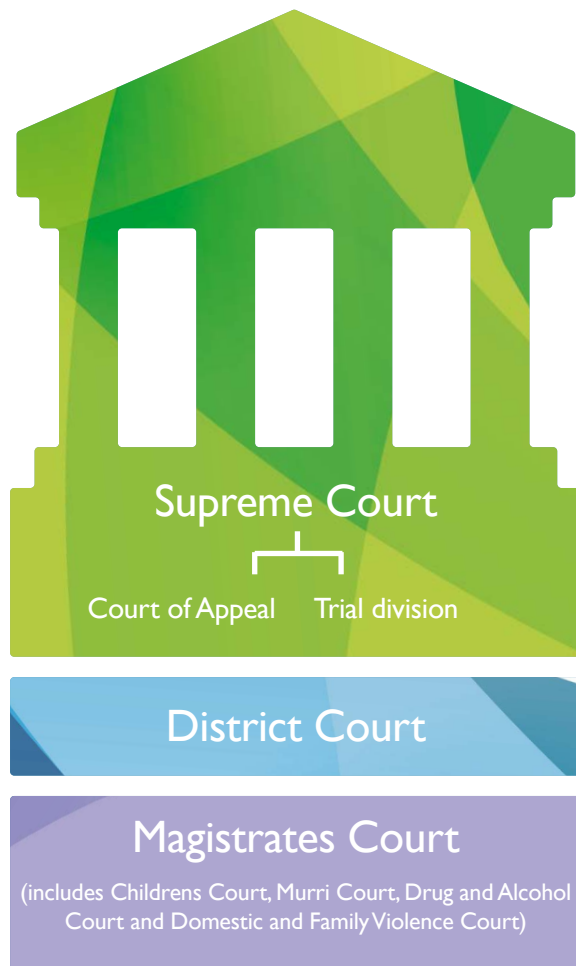 Supreme Court
Court of Appeal Trial division
District Court
Magistrates Court
(includes Childrens Court, Murri Court, Drug and Alcohol
Court and Domestic and Family Violence Court)